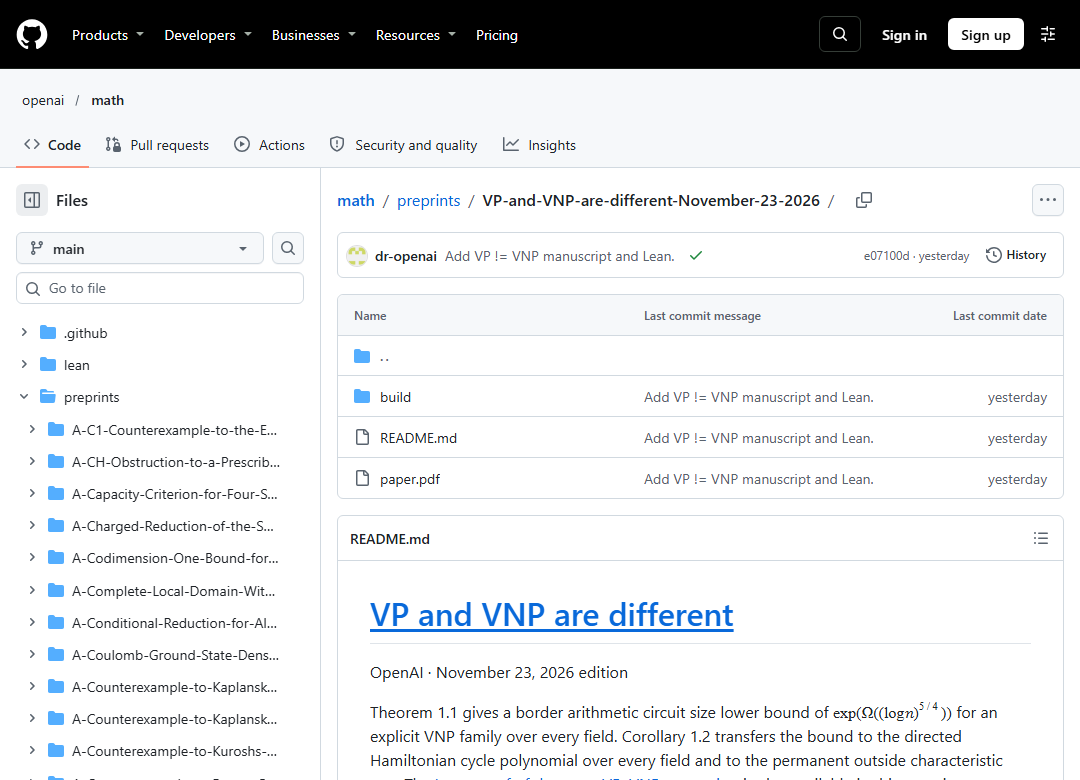 Products Developers Businesses Resources Pricing Sign in Sign up
openai / math
Code Pull requests Actions Security and quality Insights
Files
main
Go to file
.github
lean
preprints
A-C1-Counterexample-to-the-E...
A-CH-Obstruction-to-a-Prescrib...
A-Capacity-Criterion-for-Four-S...
A-Charged-Reduction-of-the-S...
A-Codimension-One-Bound-for-...
A-Complete-Local-Domain-Wit...
A-Conditional-Reduction-for-Al...
A-Coulomb-Ground-State-Dens...
A-Counterexample-to-Kaplansk...
A-Counterexample-to-Kaplansk...
A-Counterexample-to-Kuroshs-...
math / preprints / VP-and-VNP-are-different-November-23-2026 /
dr-openai Add VP != VNP manuscript and Lean. e07100d · yesterday History
Name Last commit message Last commit date
..
build Add VP != VNP manuscript and Lean. yesterday
README.md Add VP != VNP manuscript and Lean. yesterday
paper.pdf Add VP != VNP manuscript and Lean. yesterday
README.md
VP and VNP are different
OpenAI · November 23, 2026 edition
Theorem 1.1 gives a border arithmetic circuit size lower bound of exp(Ω((log n)^5/4)) for an
explicit VNP family over every field. Corollary 1.2 transfers the bound to the directed
Hamiltonian cycle polynomial over every field and to the permanent outside characteristic